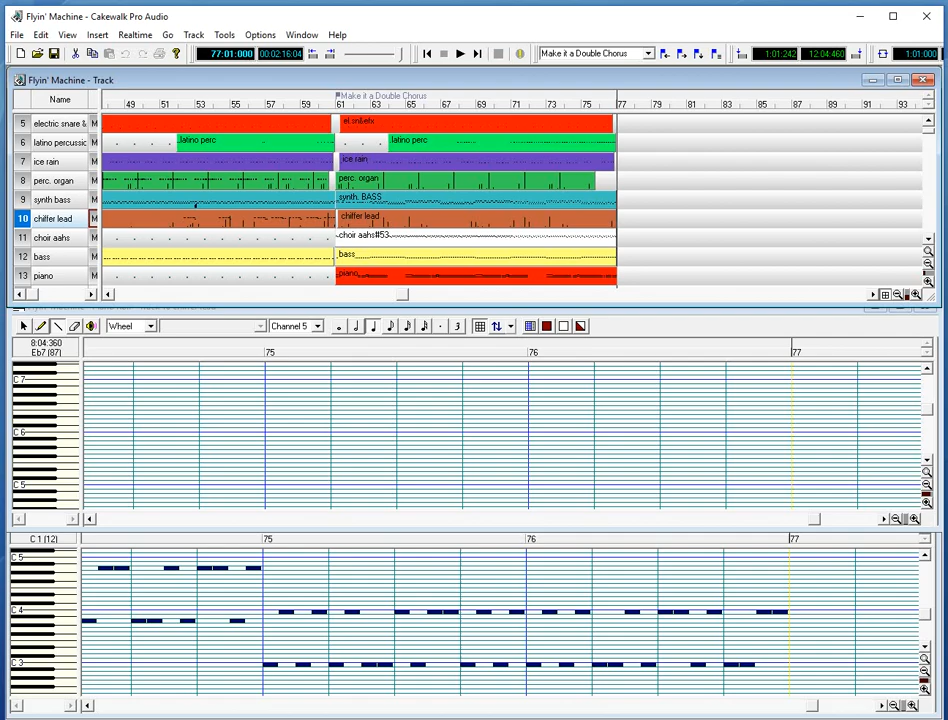 Flyin' Machine - Cakewalk Pro Audio
File Edit View Insert Realtime Go Track Tools Options Window Help
77:01:000 00:02:16:04 Make it a Double Chorus 1:01:242 12:04:460 1:01:000
Flyin' Machine - Track
Make it a Double Chorus
Name 49 51 53 55 57 59 61 63 65 67 69 71 73 75 77 79 81 83 85 87 89 91 93
5 electric snare & M el.sn&efx
6 latino percussic M latino perc latino perc
7 ice rain M ice rain
8 perc. organ M perc. organ
9 synth bass M synth. BASS
10 chiffer lead M chiffer lead
11 choir aahs M choir aahs#53
12 bass M bass
13 piano M piano
Wheel Channel 5 3
8:04:360
Eb7 (87) 75 76 77
C 7
C 6
C 5
C 1 (12) 75 76 77
C 5
C 4
C 3